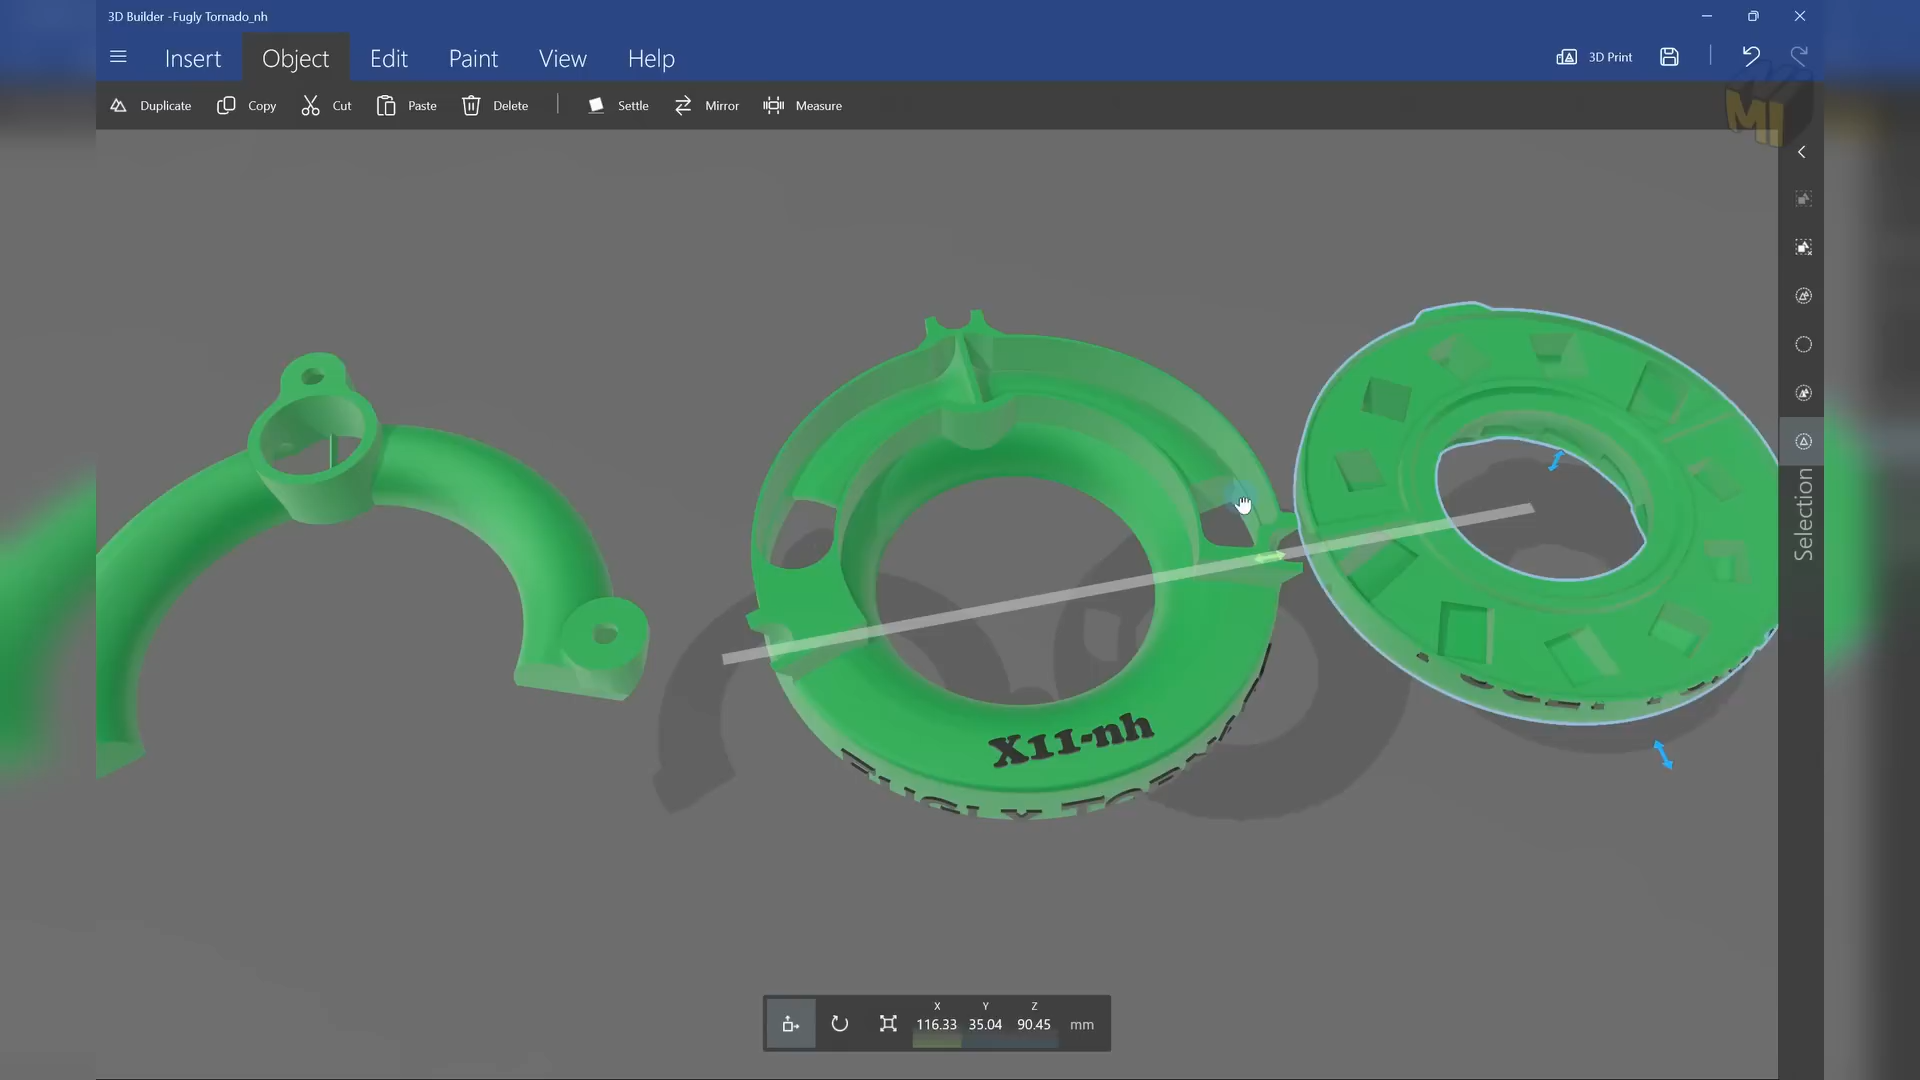 3D Builder -Fugly Tornado_nh
Insert
Object
Edit
Paint
View
Help
3D Print
Duplicate
Copy
Cut
Paste
Delete
Settle
Mirror
Measure
MI
Selection
X11-nh
X Y Z
116.33 35.04 90.45 mm